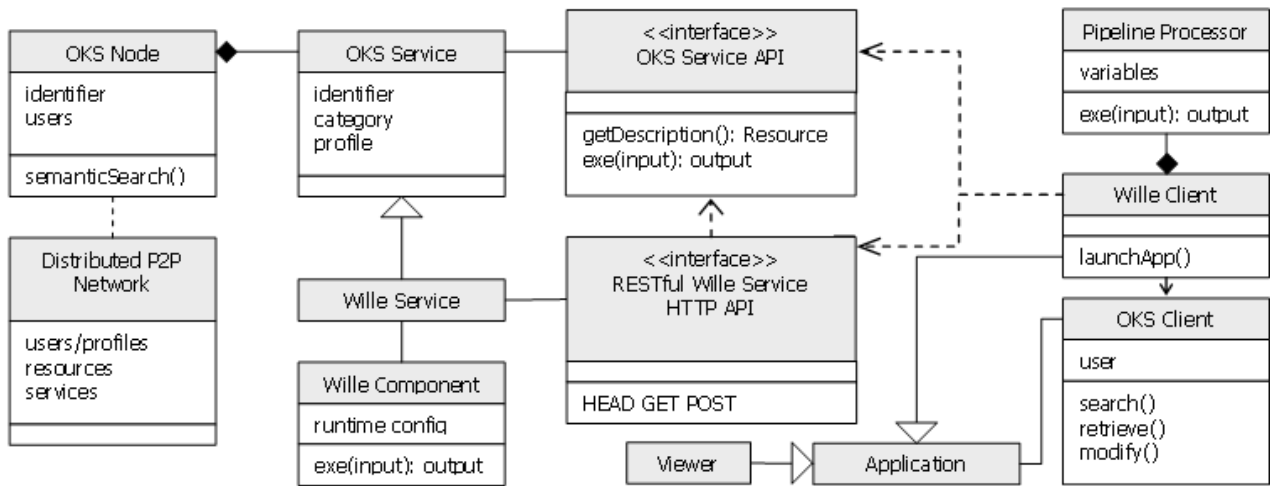 OKS Node
identifier
users
semanticSearch()
Distributed P2P
Network
users/profiles
resources
services
OKS Service
identifier
category
profile
Wille Service
Wille Component
runtime config
exe(input): output
<<interface>>
OKS Service API
getDescription(): Resource
exe(input): output
<<interface>>
RESTful Wille Service
HTTP API
HEAD GET POST
Viewer
Application
Pipeline Processor
variables
exe(input): output
Wille Client
launchApp()
OKS Client
user
search()
retrieve()
modify()